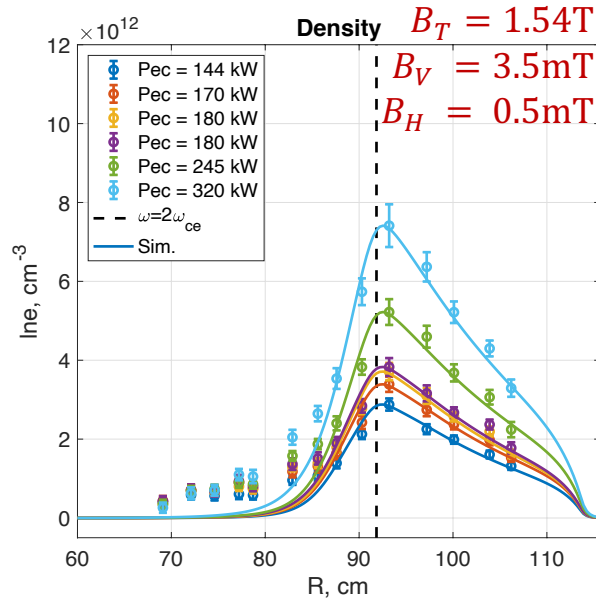 ×10^12
Density
B_T = 1.54T
B_V = 3.5mT
B_H = 0.5mT
Pec = 144 kW
Pec = 170 kW
Pec = 180 kW
Pec = 180 kW
Pec = 245 kW
Pec = 320 kW
ω=2ω_ce
Sim.
12
10
8
6
4
2
0
lne, cm^-3
60 70 80 90 100 110
R, cm